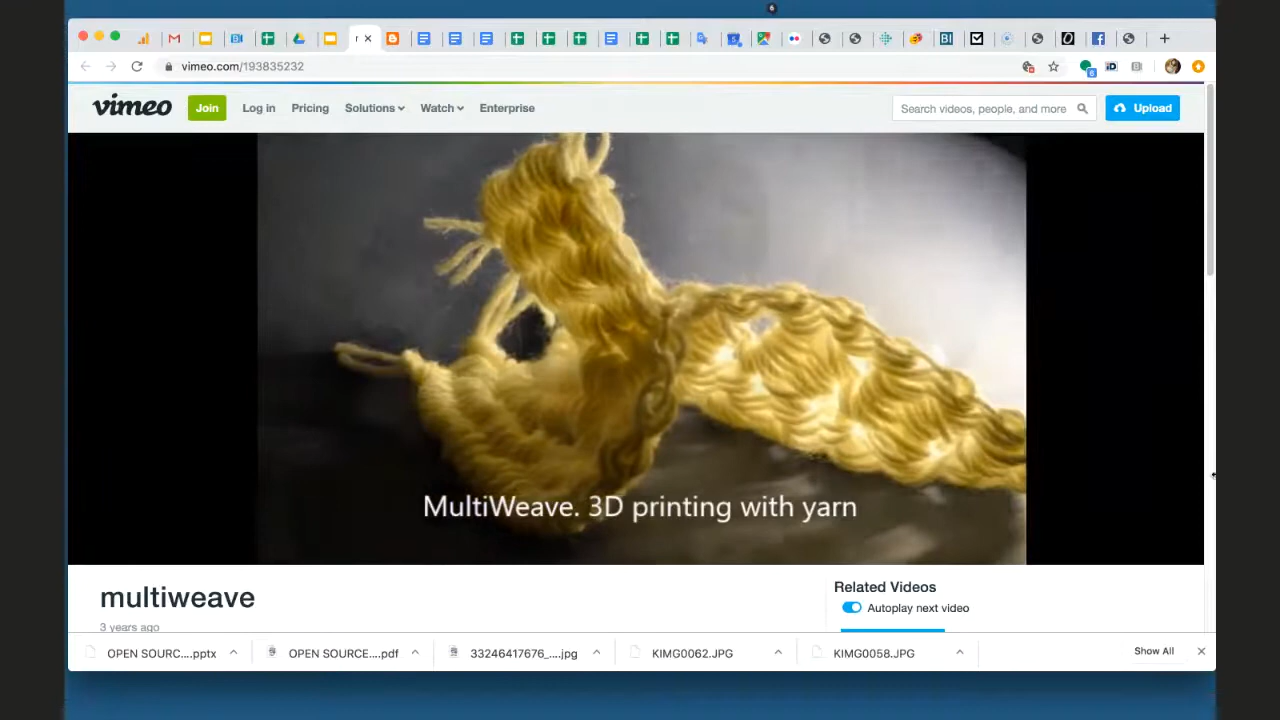 vimeo.com/193835232
vimeo Join Log in Pricing Solutions Watch Enterprise Search videos, people, and more Upload
MultiWeave. 3D printing with yarn
multiweave
3 years ago
Related Videos
Autoplay next video
OPEN SOURC....pptx OPEN SOURCE....pdf 33246417676_....jpg KIMG0062.JPG KIMG0058.JPG Show All